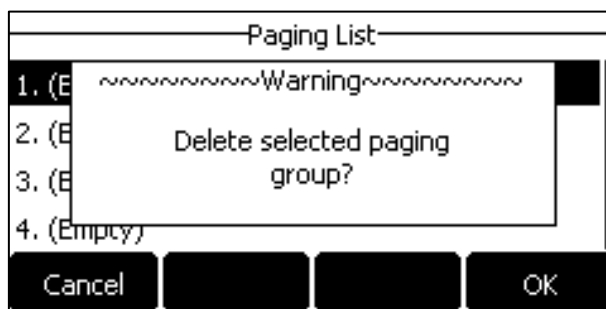 Paging List
1. (E
~~~~~~~~~Warning~~~~~~~~~
2. (E
Delete selected paging
group?
3. (E
4. (Empty)
Cancel
OK